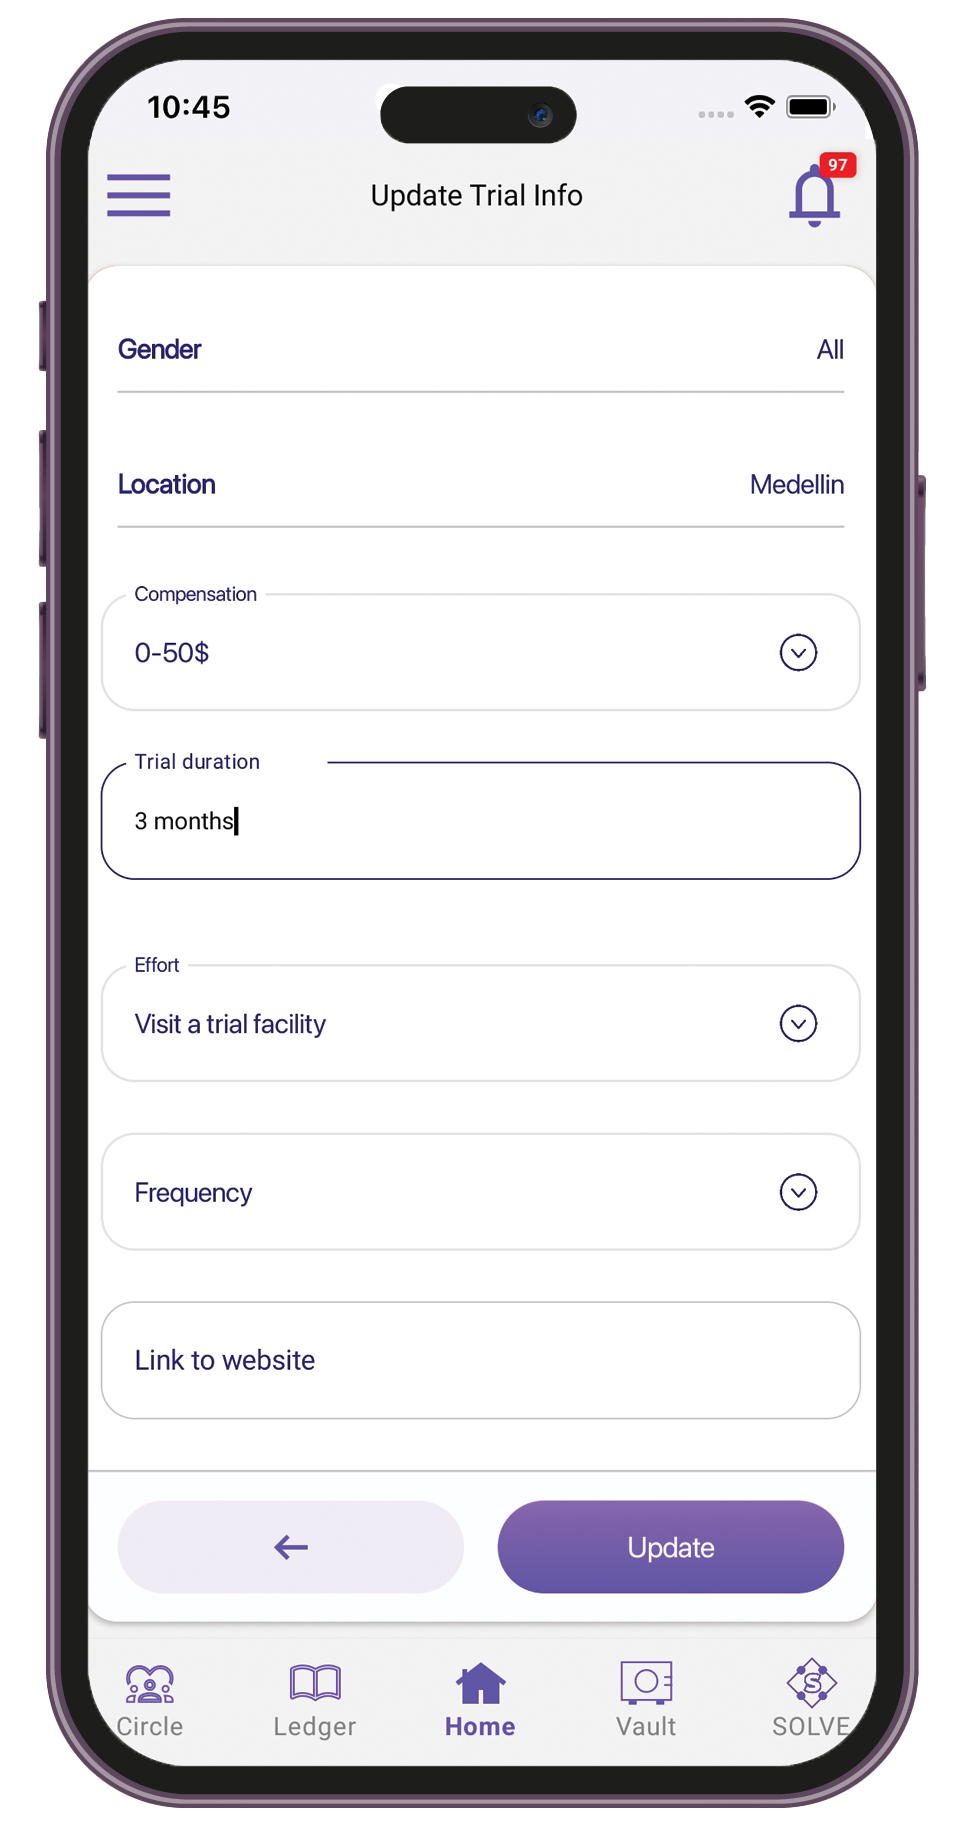 10:45
97
Update Trial Info
Gender
All
Location
Medellin
Compensation
0-50$
Trial duration
3 months
Effort
Visit a trial facility
Frequency
Link to website
Update
Circle
Ledger
Home
Vault
S
SOLVE